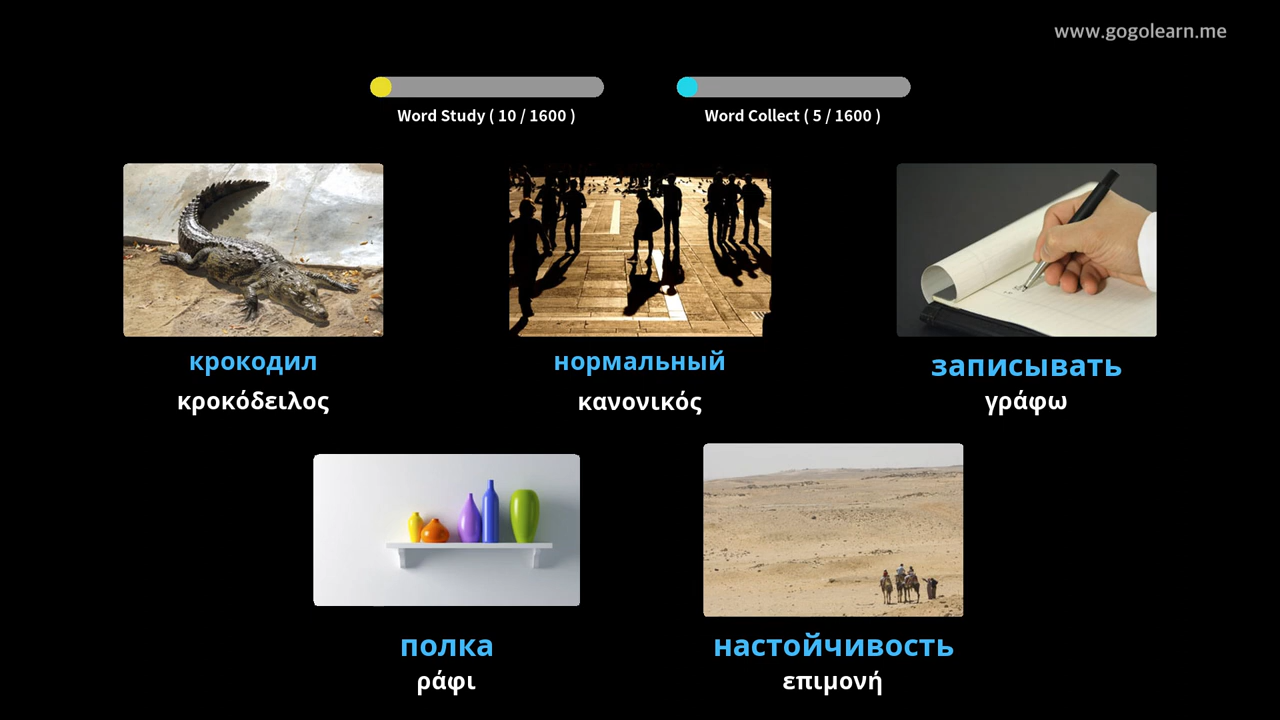 www.gogolearn.me
Word Study ( 10 / 1600 )
Word Collect ( 5 / 1600 )
крокодил
κροκόδειλος
нормальный
κανονικός
записывать
γράφω
полка
ράφι
настойчивость
επιμονή